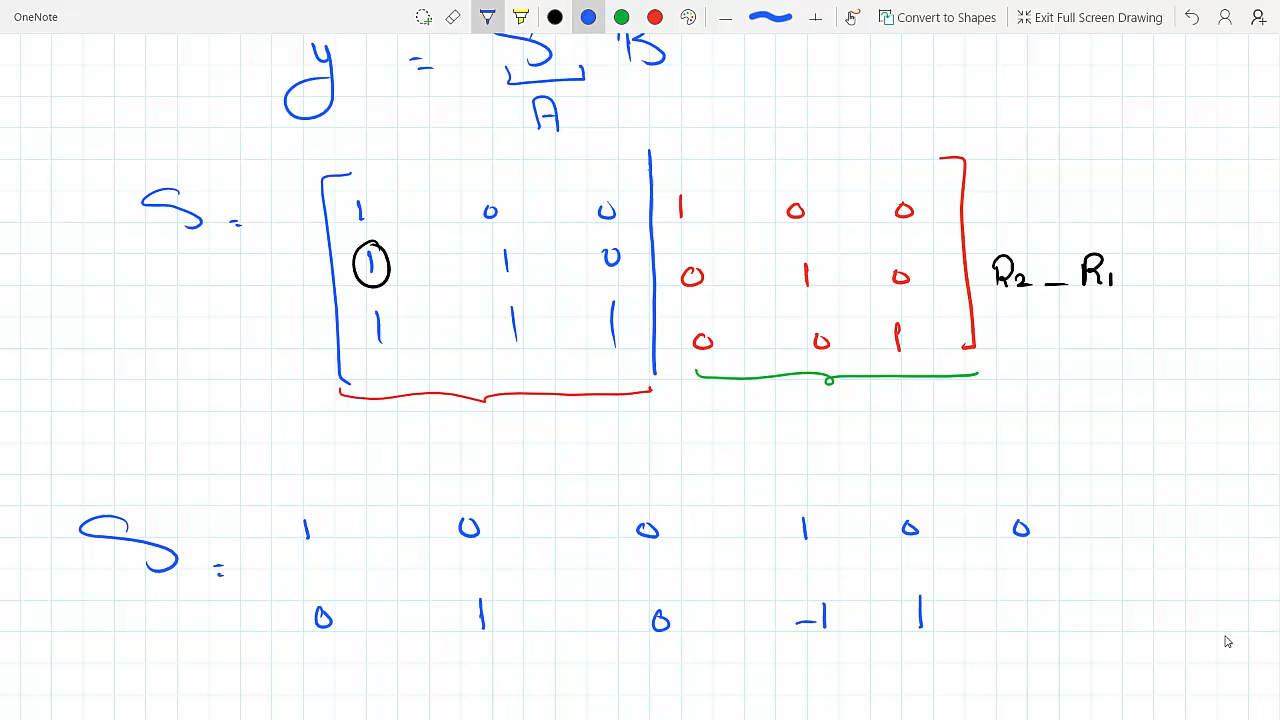 OneNote
Convert to Shapes Exit Full Screen Drawing
y = S B
A
S = 1 0 0 1 0 0
1 1 0 0 1 0 R2 - R1
1 1 1 0 0 1
S = 1 0 0 1 0 0
0 1 0 -1 1